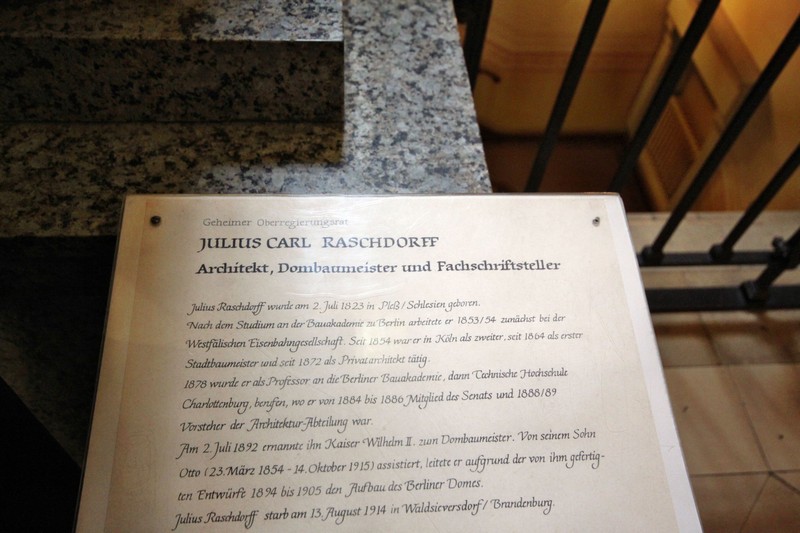 Geheimer Oberregierungsrat
JULIUS CARL RASCHDORFF
Architekt, Dombaumeister und Fachschriftsteller
Julius Raschdorff wurde am 2. Juli 1823 in Pleß/Schlesien geboren.
Nach dem Studium an der Bauakademie zu Berlin arbeitete er 1853/54 zunächst bei der
Westfälischen Eisenbahngesellschaft. Seit 1854 war er in Köln als zweiter, seit 1864 als erster
Stadtbaumeister und seit 1872 als Privatarchitekt tätig.
1878 wurde er als Professor an die Berliner Bauakademie, dann Technische Hochschule
Charlottenburg, berufen, wo er von 1884 bis 1886 Mitglied des Senats und 1888/89
Vorsteher der Architektur-Abteilung war.
Am 2. Juli 1892 ernannte ihn Kaiser Wilhelm II. zum Dombaumeister. Von seinem Sohn
Otto (23. März 1854 - 14. Oktober 1915) assistiert, leitete er aufgrund der von ihm gefertig-
ten Entwürfe 1894 bis 1905 den Aufbau des Berliner Domes.
Julius Raschdorff starb am 13. August 1914 in Waldsieversdorf/Brandenburg.